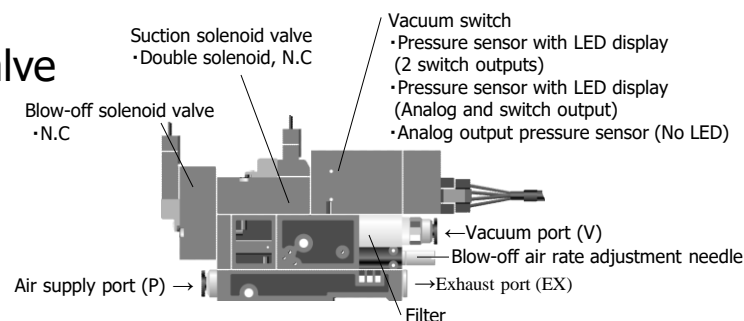 alve
Suction solenoid valve
・Double solenoid, N.C
Blow-off solenoid valve
・N.C
Vacuum switch
・Pressure sensor with LED display
(2 switch outputs)
・Pressure sensor with LED display
(Analog and switch output)
・Analog output pressure sensor (No LED)
←Vacuum port (V)
Blow-off air rate adjustment needle
Air supply port (P) →
→Exhaust port (EX)
Filter